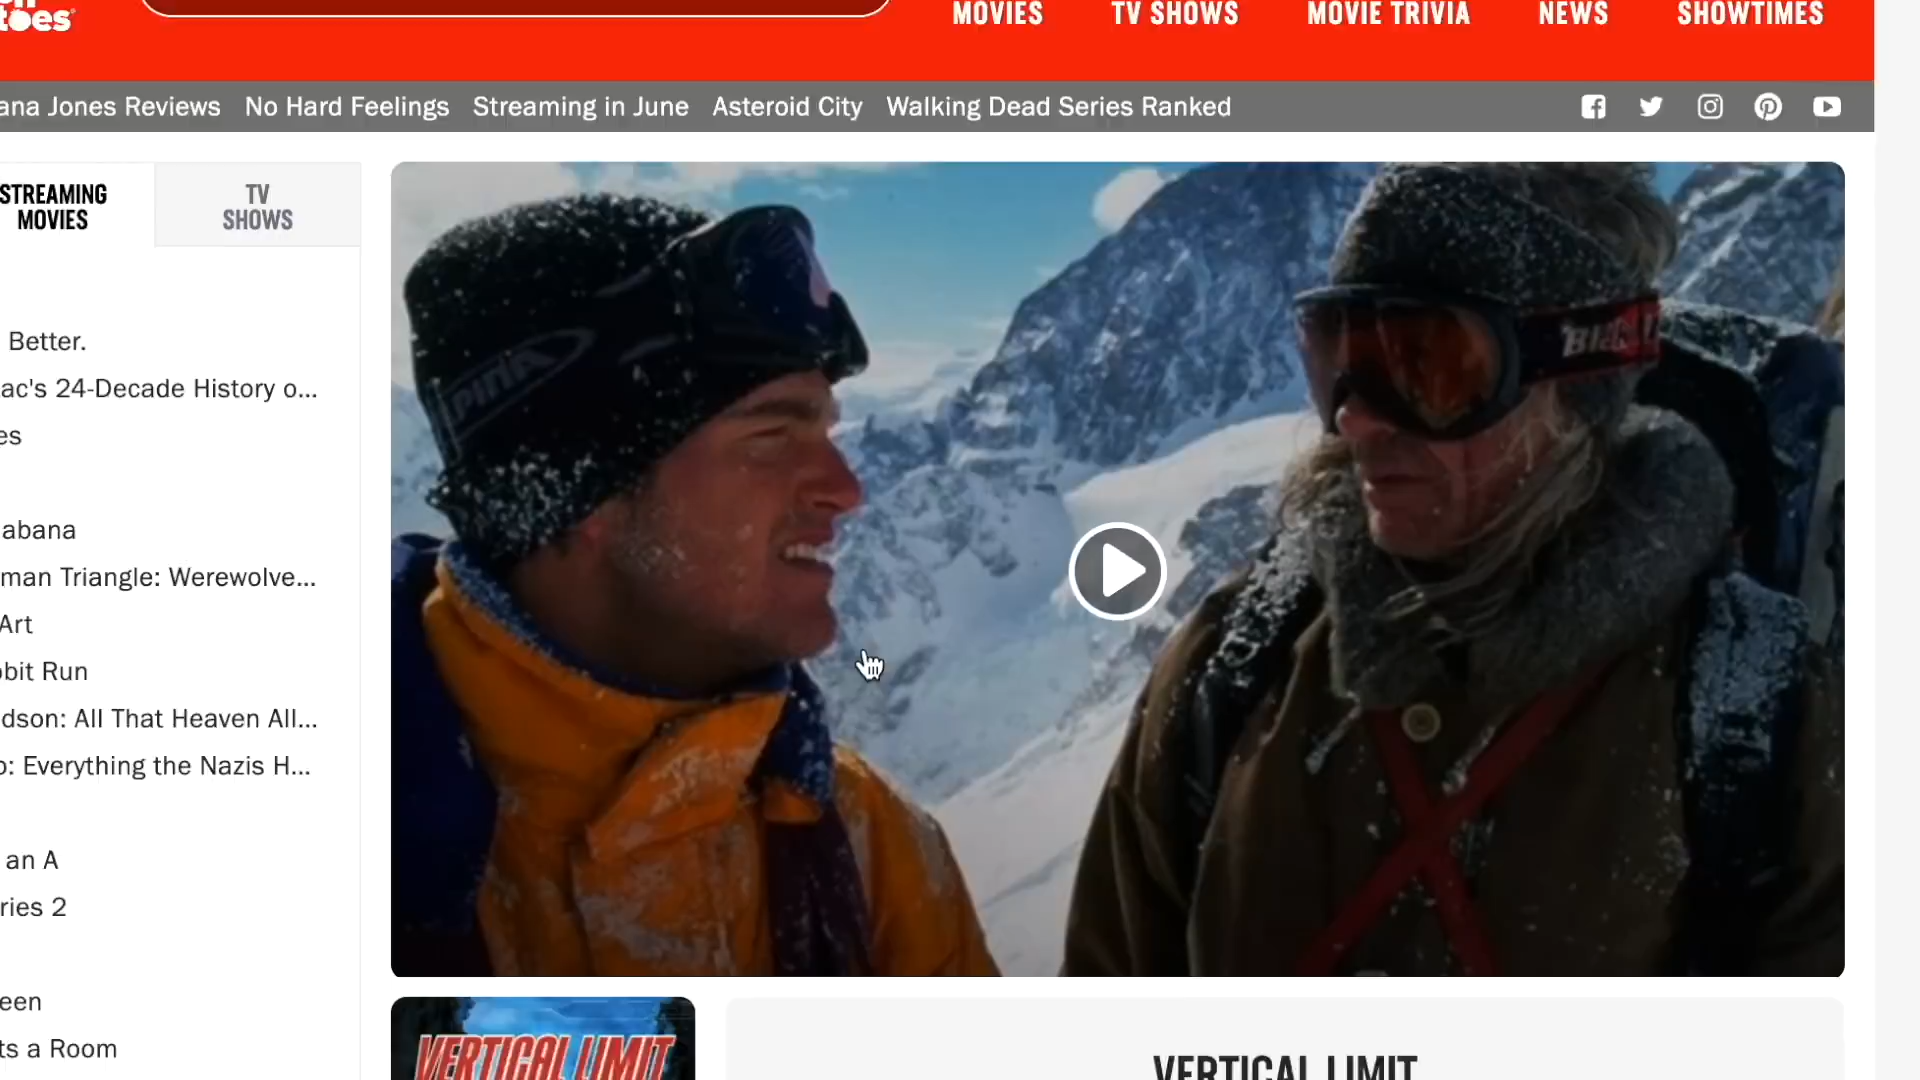 toes
MOVIES TV SHOWS MOVIE TRIVIA NEWS SHOWTIMES
ana Jones Reviews No Hard Feelings Streaming in June Asteroid City Walking Dead Series Ranked
STREAMING
MOVIES
TV
SHOWS
Better.
ac's 24-Decade History o...
es
abana
man Triangle: Werewolve...
Art
bit Run
dson: All That Heaven All...
o: Everything the Nazis H...
an A
ries 2
een
ts a Room
VERTICAL LIMIT
VERTICAL LIMIT